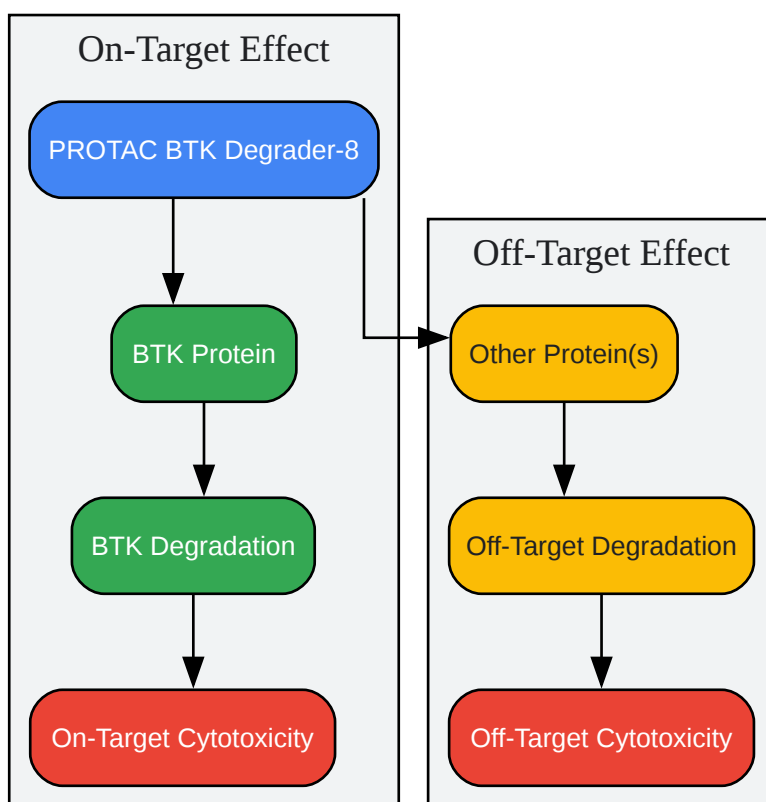 On-Target Effect
PROTAC BTK Degrader-8
BTK Protein
BTK Degradation
On-Target Cytotoxicity
Off-Target Effect
Other Protein(s)
Off-Target Degradation
Off-Target Cytotoxicity